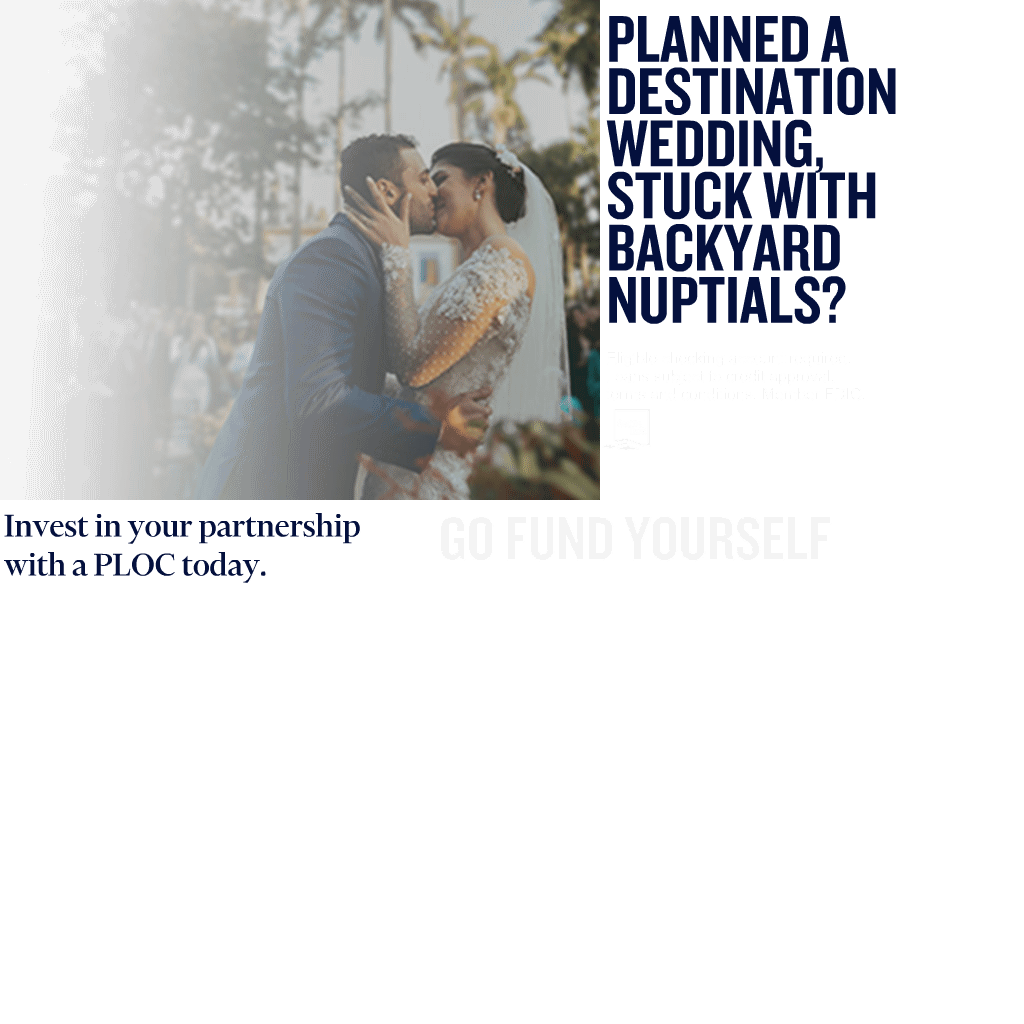 PLANNED A
DESTINATION
WEDDING,
STUCK WITH
BACKYARD
NUPTIALS?
Invest in your partnership
with a PLOC today.
GO FUND YOURSELF